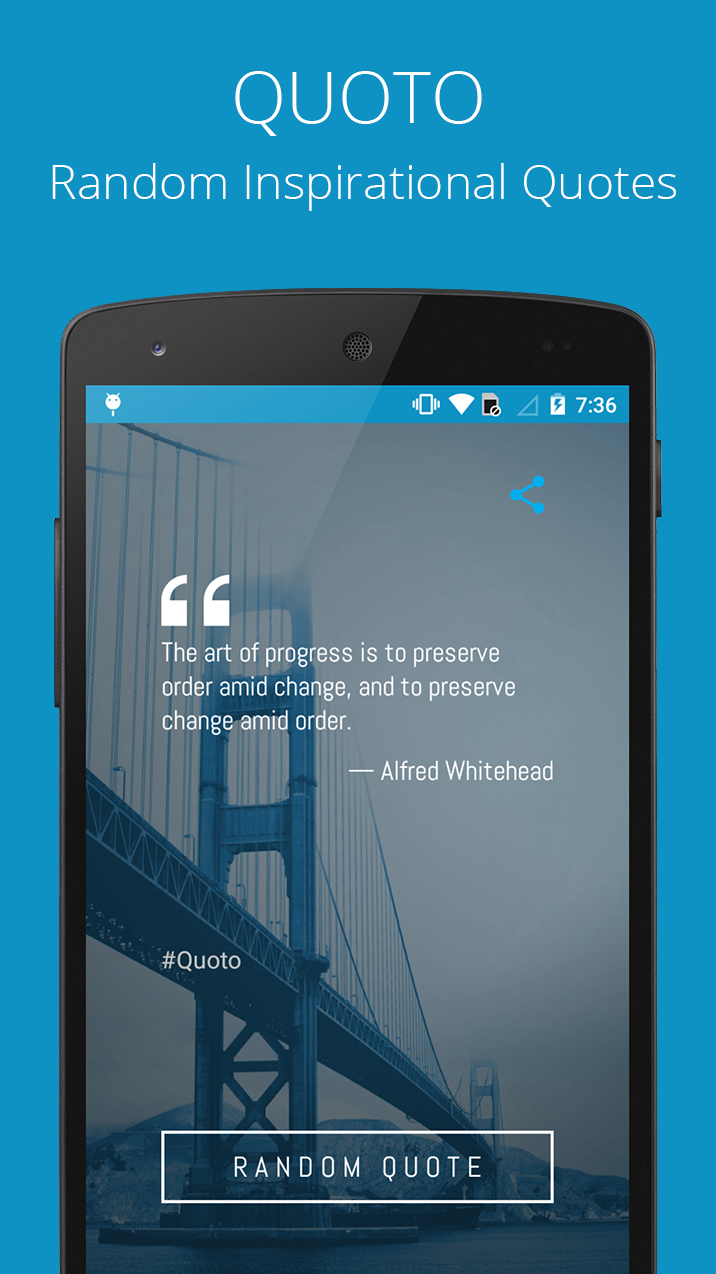 QUOTO
Random Inspirational Quotes
7:36
“
The art of progress is to preserve
order amid change, and to preserve
change amid order.
— Alfred Whitehead
#Quoto
RANDOM QUOTE